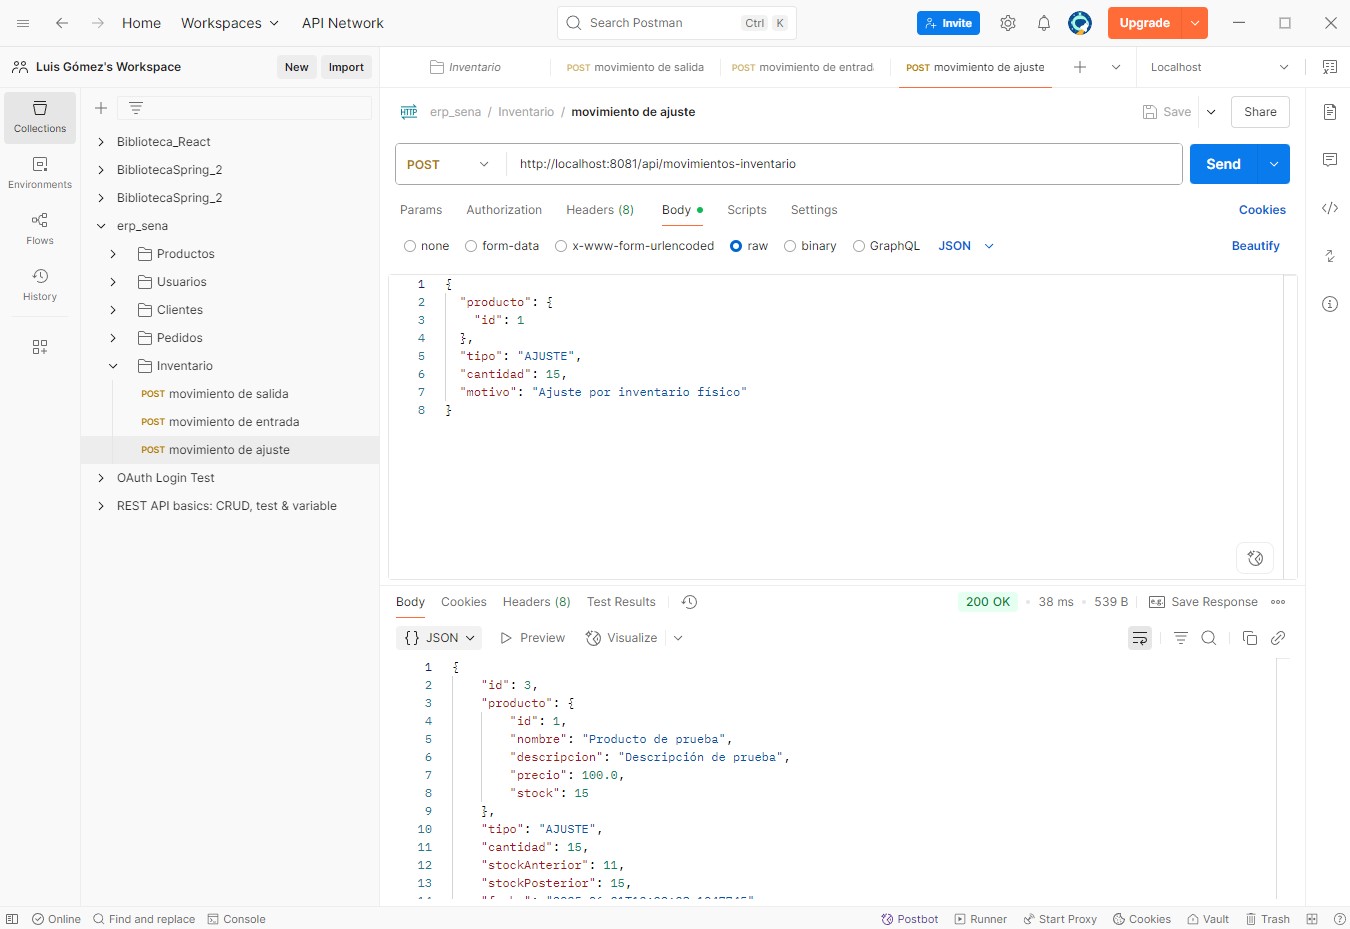 Home Workspaces API Network Search Postman Ctrl K Invite Upgrade
Luis Gómez's Workspace New Import Inventario POST movimiento de salida POST movimiento de entrad POST movimiento de ajuste Localhost
Collections
Environments
Flows
History
Biblioteca_React
BibliotecaSpring_2
BibliotecaSpring_2
erp_sena
Productos
Usuarios
Clientes
Pedidos
Inventario
POST movimiento de salida
POST movimiento de entrada
POST movimiento de ajuste
OAuth Login Test
REST API basics: CRUD, test & variable
HTTP erp_sena / Inventario / movimiento de ajuste Save Share
POST http://localhost:8081/api/movimientos-inventario Send
Params Authorization Headers (8) Body Scripts Settings Cookies
none form-data x-www-form-urlencoded raw binary GraphQL JSON Beautify
1 {
2 "producto": {
3 "id": 1
4 },
5 "tipo": "AJUSTE",
6 "cantidad": 15,
7 "motivo": "Ajuste por inventario físico"
8 }
Body Cookies Headers (8) Test Results 200 OK 38 ms 539 B e.g. Save Response
{} JSON Preview Visualize
1 {
2 "id": 3,
3 "producto": {
4 "id": 1,
5 "nombre": "Producto de prueba",
6 "descripcion": "Descripción de prueba",
7 "precio": 100.0,
8 "stock": 15
9 },
10 "tipo": "AJUSTE",
11 "cantidad": 15,
12 "stockAnterior": 11,
13 "stockPosterior": 15,
Online Find and replace Console Postbot Runner Start Proxy Cookies Vault Trash